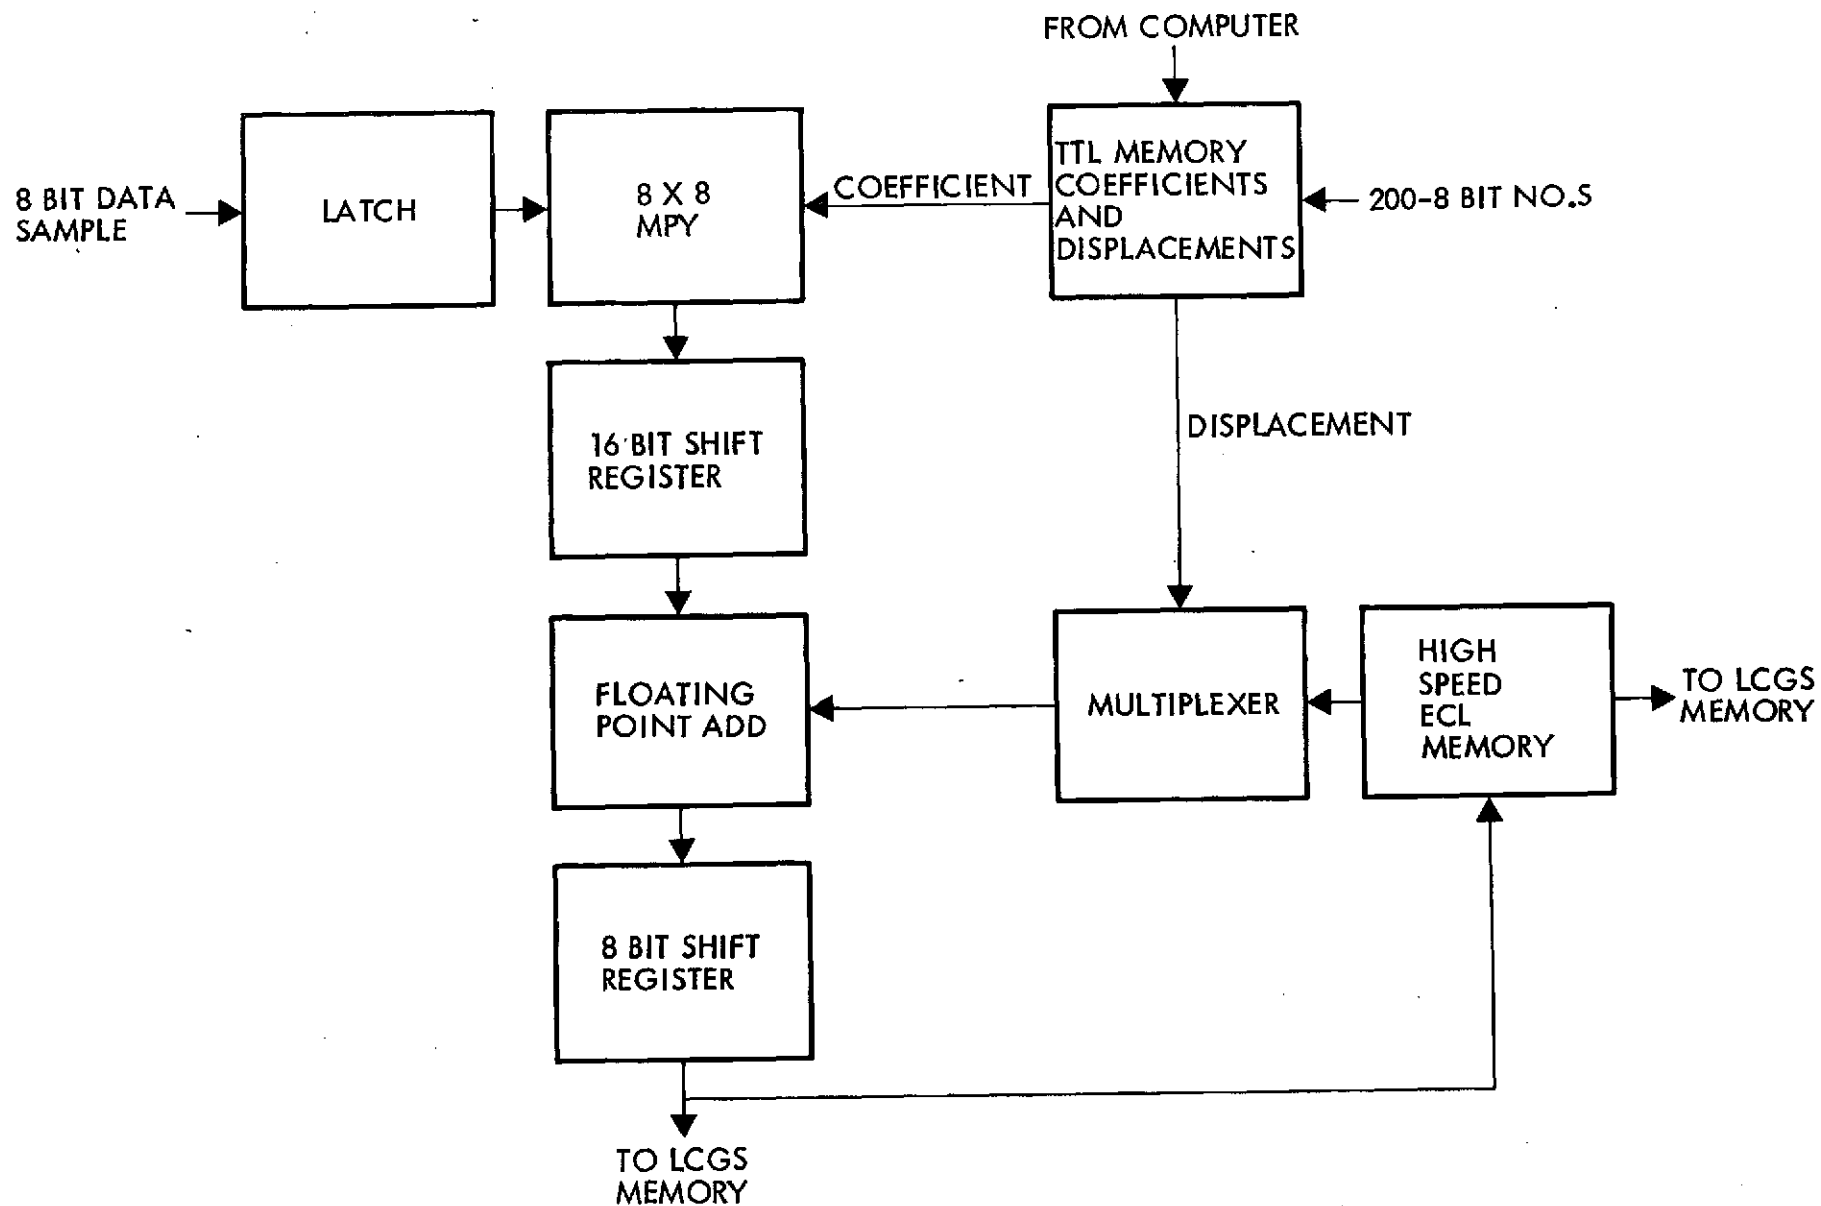 FROM COMPUTER
8 BIT DATA
SAMPLE
LATCH
8 X 8
MPY
COEFFICIENT
TTL MEMORY
COEFFICIENTS
AND
DISPLACEMENTS
200-8 BIT NO.S
16 BIT SHIFT
REGISTER
DISPLACEMENT
FLOATING
POINT ADD
MULTIPLEXER
HIGH
SPEED
ECL
MEMORY
TO LCGS
MEMORY
8 BIT SHIFT
REGISTER
TO LCGS
MEMORY